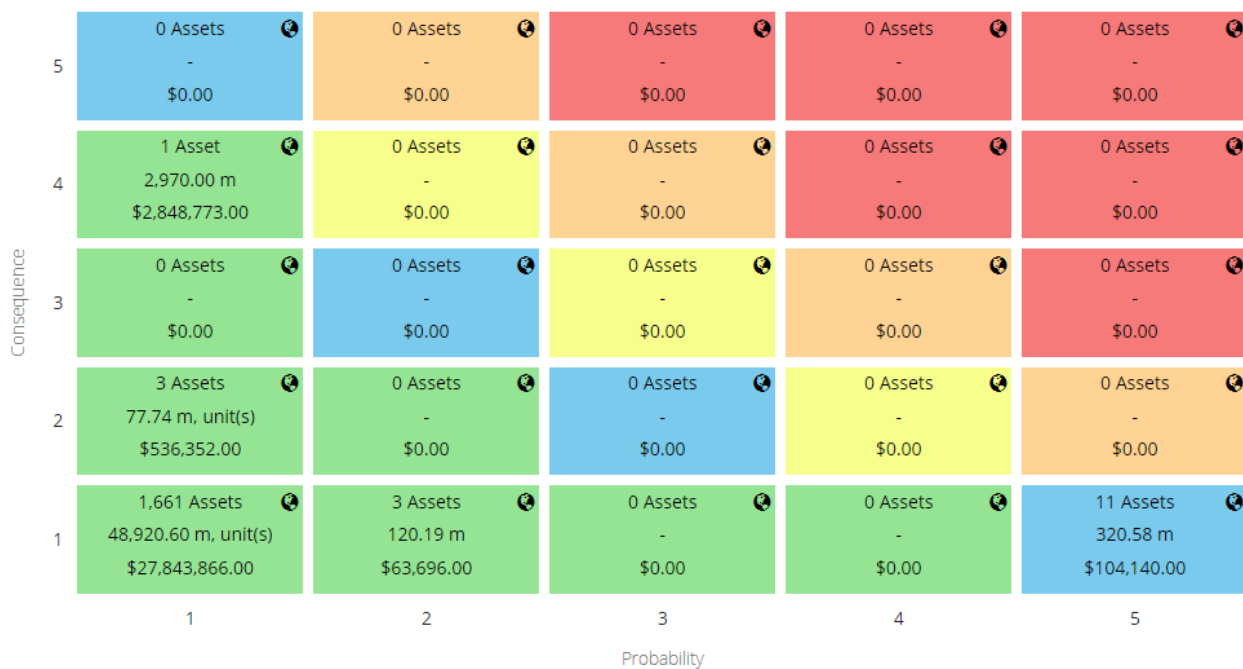 0 Assets
-
$0.00
0 Assets
-
$0.00
0 Assets
-
$0.00
0 Assets
-
$0.00
0 Assets
-
$0.00
5
1 Asset
2,970.00 m
$2,848,773.00
0 Assets
-
$0.00
0 Assets
-
$0.00
0 Assets
-
$0.00
0 Assets
-
$0.00
4
0 Assets
-
$0.00
0 Assets
-
$0.00
0 Assets
-
$0.00
0 Assets
-
$0.00
0 Assets
-
$0.00
3
Consequence
3 Assets
77.74 m, unit(s)
$536,352.00
0 Assets
-
$0.00
0 Assets
-
$0.00
0 Assets
-
$0.00
0 Assets
-
$0.00
2
1,661 Assets
48,920.60 m, unit(s)
$27,843,866.00
3 Assets
120.19 m
$63,696.00
0 Assets
-
$0.00
0 Assets
-
$0.00
11 Assets
320.58 m
$104,140.00
1
1
2
3
4
5
Probability